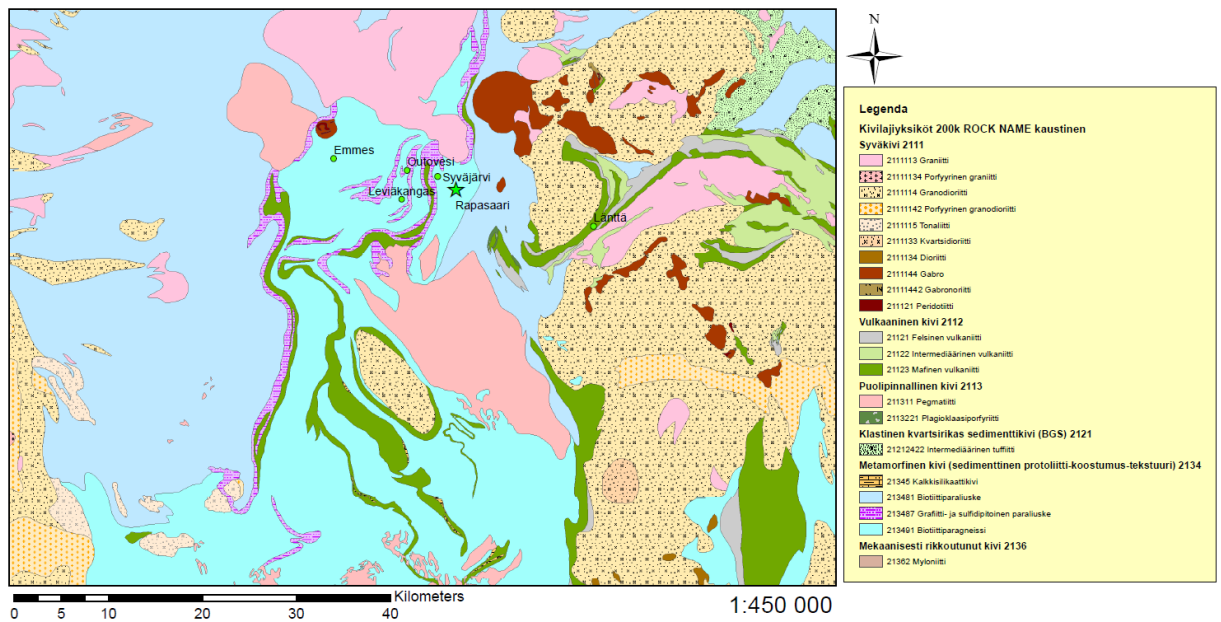 N
Emmes
Outovesi
Syväjärvi
Leviäkangas
Rapasaari
Länttä
Legenda
Kivilajiyksiköt 200k ROCK NAME kaustinen
Syväkivi 2111
2111113 Graniitti
21111134 Porfyyrinen graniitti
2111114 Granodioriitti
21111142 Porfyyrinen granodioriitti
2111115 Tonaliitti
2111133 Kvartsidioriitti
2111134 Dioriitti
2111144 Gabro
21111442 Gabronoriitti
211121 Peridotiitti
Vulkaaninen kivi 2112
21121 Felsinen vulkaniitti
21122 Intermediäärinen vulkaniitti
21123 Mafinen vulkaniitti
Puolipinnallinen kivi 2113
211311 Pegmatiitti
2113221 Plagioklaasiporfyriitti
Klastinen kvartsirikas sedimenttikivi (BGS) 2121
21212422 Intermediäärinen tuffiitti
Metamorfinen kivi (sedimenttinen protoliitti-koostumus-tekstuuri) 2134
21346 Kalkkisilikaattikivi
213481 Biotiittiparaliuske
213487 Grafiitti- ja sulfidipitoinen paraliuske
213491 Biotiittiparagneissi
Mekaanisesti rikkoutunut kivi 2136
21362 Myloniitti
Kilometers
0 5 10 20 30 40
1:450 000